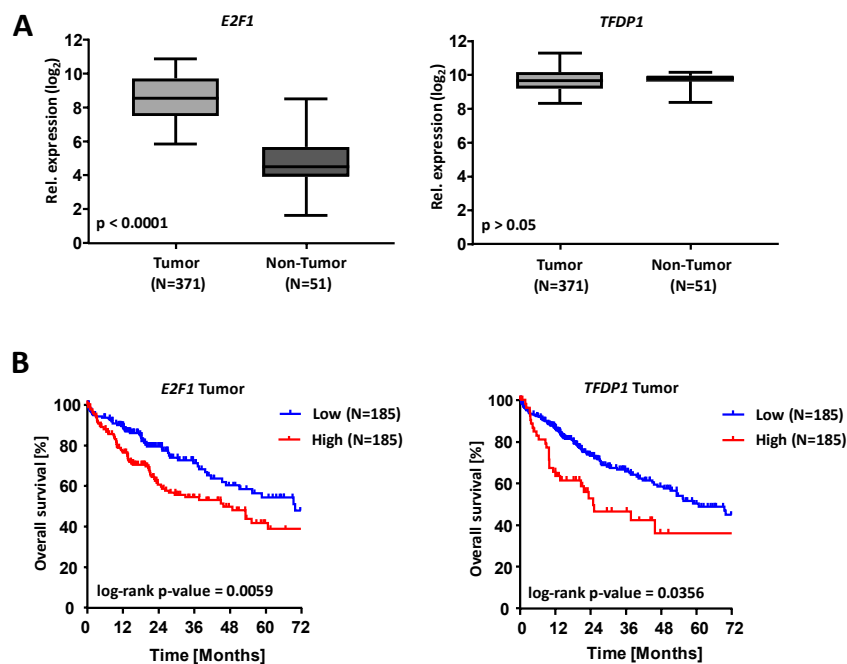 A
E2F1
Rel. expression (log2)
12
10
8
6
4
2
0
p < 0.0001
Tumor
(N=371)
Non-Tumor
(N=51)
TFDP1
Rel. expression (log2)
12
10
8
6
4
2
0
p > 0.05
Tumor
(N=371)
Non-Tumor
(N=51)
B
E2F1 Tumor
Overall survival [%]
100
80
60
40
20
0
Low (N=185)
High (N=185)
log-rank p-value = 0.0059
0 12 24 36 48 60 72
Time [Months]
TFDP1 Tumor
Overall survival [%]
100
80
60
40
20
0
Low (N=185)
High (N=185)
log-rank p-value = 0.0356
0 12 24 36 48 60 72
Time [Months]